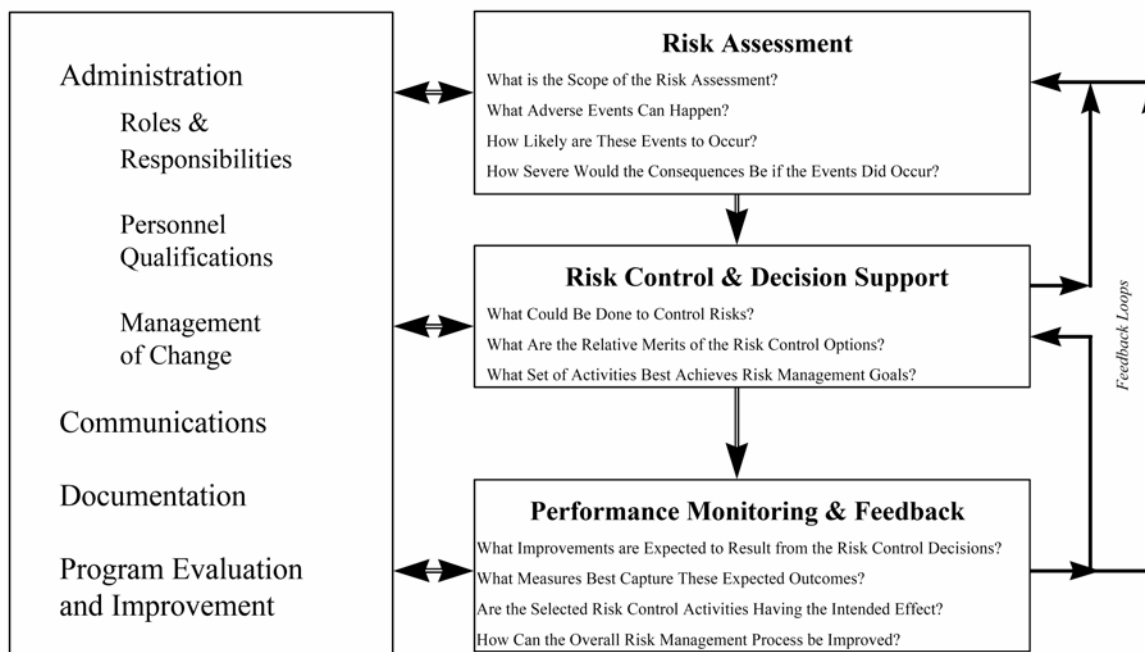 Administration
Roles &
Responsibilities
Personnel
Qualifications
Management
of Change
Communications
Documentation
Program Evaluation
and Improvement
Risk Assessment
What is the Scope of the Risk Assessment?
What Adverse Events Can Happen?
How Likely are These Events to Occur?
How Severe Would the Consequences Be if the Events Did Occur?
Risk Control & Decision Support
What Could Be Done to Control Risks?
What Are the Relative Merits of the Risk Control Options?
What Set of Activities Best Achieves Risk Management Goals?
Performance Monitoring & Feedback
What Improvements are Expected to Result from the Risk Control Decisions?
What Measures Best Capture These Expected Outcomes?
Are the Selected Risk Control Activities Having the Intended Effect?
How Can the Overall Risk Management Process be Improved?
Feedback Loops